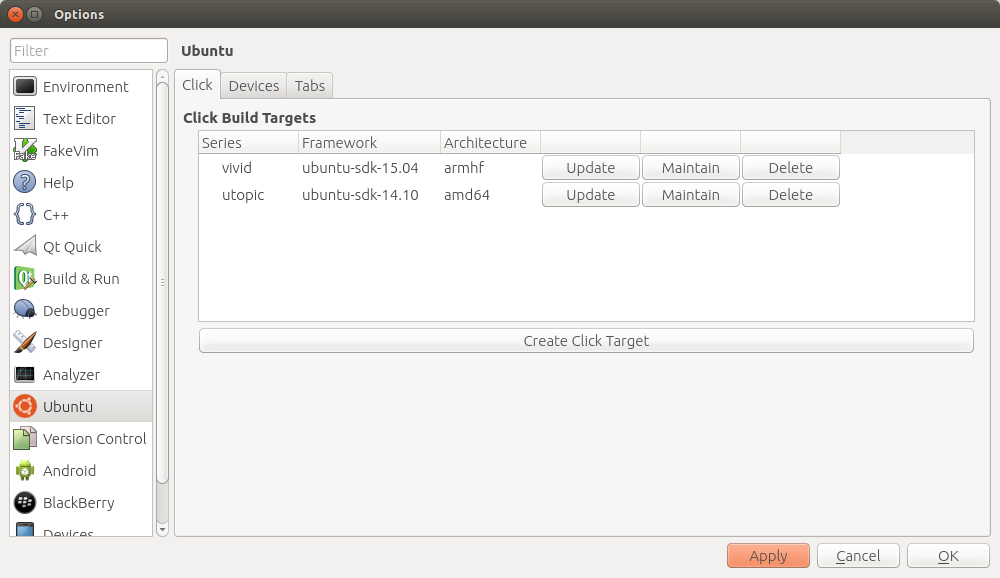 Options
Filter
Ubuntu
Environment
Text Editor
FakeVim
Fake
Help
C++
Qt Quick
Build & Run
Debugger
Designer
Analyzer
Ubuntu
Version Control
Android
BlackBerry
Devices
Click Devices Tabs
Click Build Targets
Series Framework Architecture
vivid ubuntu-sdk-15.04 armhf Update Maintain Delete
utopic ubuntu-sdk-14.10 amd64 Update Maintain Delete
Create Click Target
Apply Cancel OK